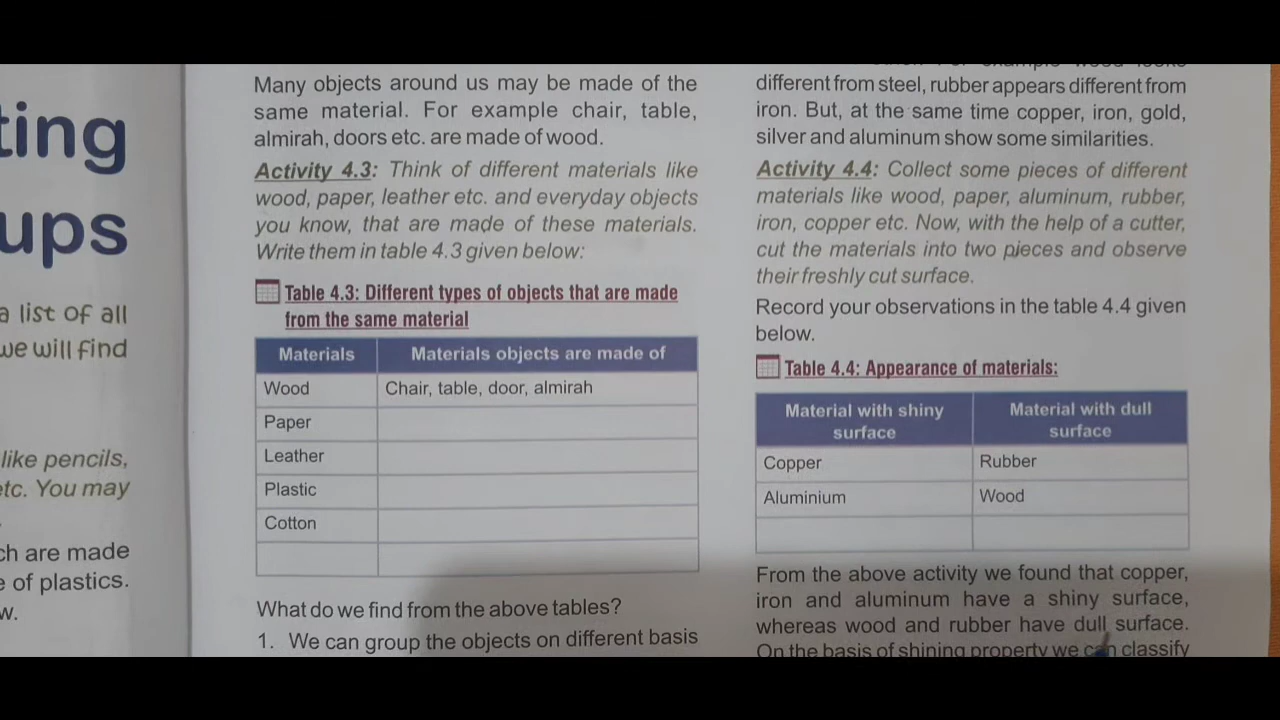 ting
ups
a list of all
we will find
like pencils,
etc. You may
ch are made
e of plastics.
w.
Many objects around us may be made of the
same material. For example chair, table,
almirah, doors etc. are made of wood.
Activity 4.3: Think of different materials like
wood, paper, leather etc. and everyday objects
you know, that are made of these materials.
Write them in table 4.3 given below:
Table 4.3: Different types of objects that are made
from the same material
Materials Materials objects are made of
Wood Chair, table, door, almirah
Paper
Leather
Plastic
Cotton
What do we find from the above tables?
1. We can group the objects on different basis
different from steel, rubber appears different from
iron. But, at the same time copper, iron, gold,
silver and aluminum show some similarities.
Activity 4.4: Collect some pieces of different
materials like wood, paper, aluminum, rubber,
iron, copper etc. Now, with the help of a cutter,
cut the materials into two pieces and observe
their freshly cut surface.
Record your observations in the table 4.4 given
below.
Table 4.4: Appearance of materials:
Material with shiny surface Material with dull surface
Copper Rubber
Aluminium Wood
From the above activity we found that copper,
iron and aluminum have a shiny surface,
whereas wood and rubber have dull surface.
On the basis of shining property we can classify